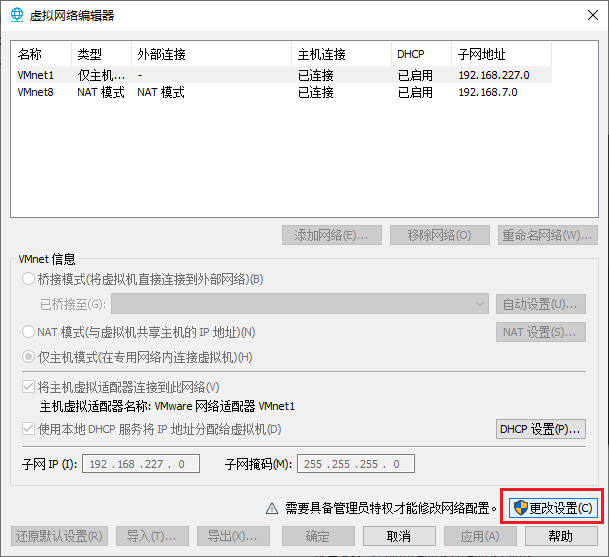 虚拟网络编辑器
名称 类型 外部连接 主机连接 DHCP 子网地址
VMnet1 仅主机... - 已连接 已启用 192.168.227.0
VMnet8 NAT 模式 NAT 模式 已连接 已启用 192.168.7.0
添加网络(E)... 移除网络(O) 重命名网络(W)...
VMnet 信息
桥接模式(将虚拟机直接连接到外部网络)(B)
已桥接至(G): 自动设置(U)...
NAT 模式(与虚拟机共享主机的 IP 地址)(N) NAT 设置(S)...
仅主机模式(在专用网络内连接虚拟机)(H)
将主机虚拟适配器连接到此网络(V)
主机虚拟适配器名称: VMware 网络适配器 VMnet1
使用本地 DHCP 服务将 IP 地址分配给虚拟机(D) DHCP 设置(P)...
子网 IP (I): 192 . 168 . 227 . 0 子网掩码(M): 255 . 255 . 255 . 0
需要具备管理员特权才能修改网络配置。 更改设置(C)
还原默认设置(R) 导入(T)... 导出(X)... 确定 取消 应用(A) 帮助